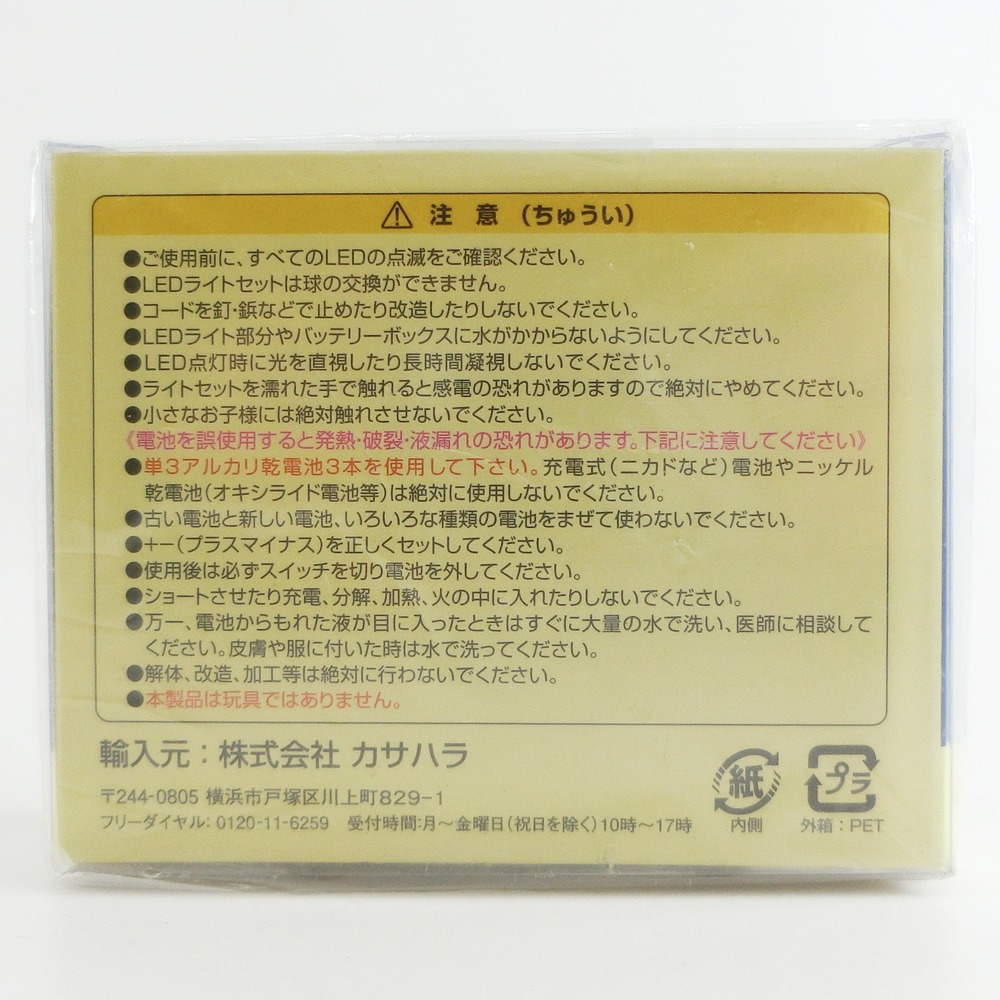 ⚠ 注 意 (ちゅうい)
●ご使用前に、すべてのLEDの点滅をご確認ください。
●LEDライトセットは球の交換ができません。
●コードを釘・鋲などで止めたり改造したりしないでください。
●LEDライト部分やバッテリーボックスに水がかからないようにしてください。
●LED点灯時に光を直視したり長時間凝視しないでください。
●ライトセットを濡れた手で触れると感電の恐れがありますので絶対にやめてください。
●小さなお子様には絶対触れさせないでください。
《電池を誤使用すると発熱・破裂・液漏れの恐れがあります。下記に注意してください》
●単3アルカリ乾電池3本を使用して下さい。充電式(ニカドなど)電池やニッケル
乾電池(オキシライド電池等)は絶対に使用しないでください。
●古い電池と新しい電池、いろいろな種類の電池をまぜて使わないでください。
●+−(プラスマイナス)を正しくセットしてください。
●使用後は必ずスイッチを切り電池を外してください。
●ショートさせたり充電、分解、加熱、火の中に入れたりしないでください。
●万一、電池からもれた液が目に入ったときはすぐに大量の水で洗い、医師に相談して
ください。皮膚や服に付いた時は水で洗ってください。
●解体、改造、加工等は絶対に行わないでください。
●本製品は玩具ではありません。
輸入元：株式会社 カサハラ
〒244-0805 横浜市戸塚区川上町829-1
フリーダイヤル: 0120-11-6259 受付時間:月〜金曜日(祝日を除く)10時〜17時
紙
内側
プラ
外箱：PET